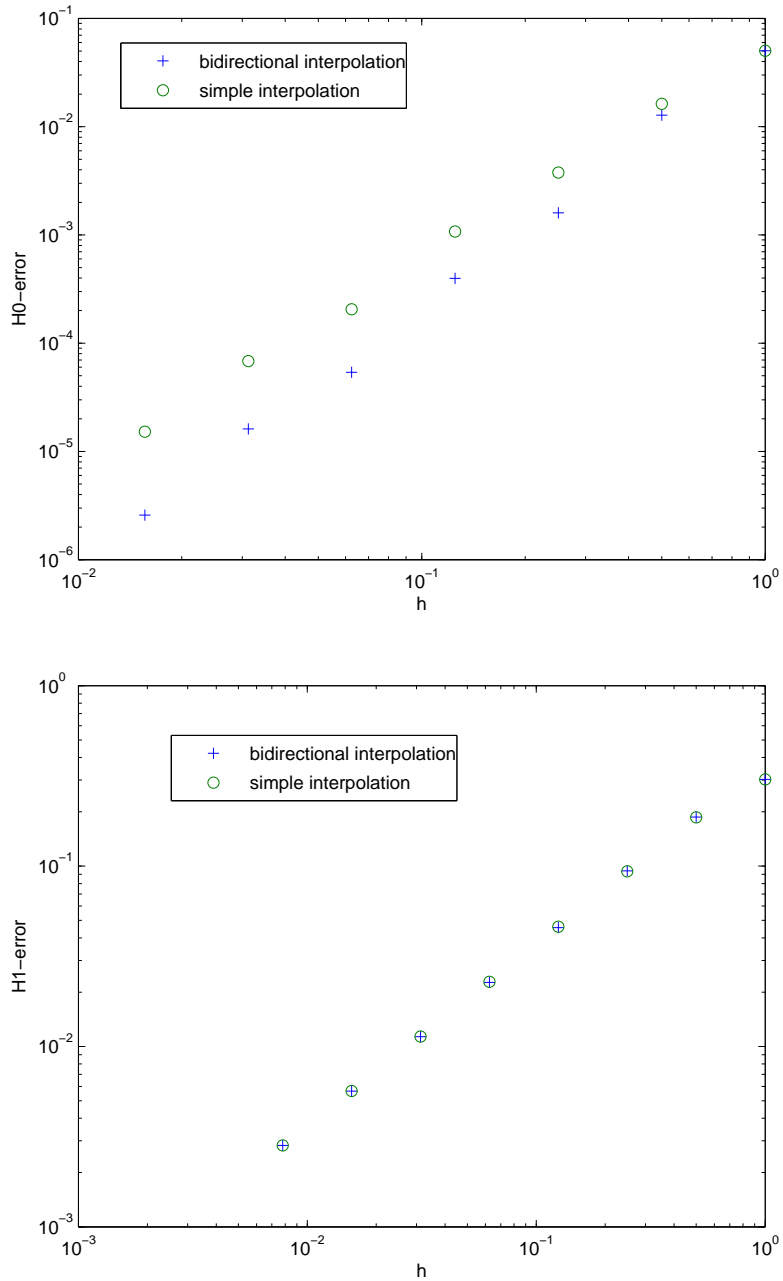 10^-1
bidirectional interpolation
simple interpolation
10^-2
10^-3
H0−error
10^-4
10^-5
10^-6
10^-2
10^-1
10^0
h
10^0
bidirectional interpolation
simple interpolation
10^-1
H1−error
10^-2
10^-3
10^-3
10^-2
10^-1
10^0
h